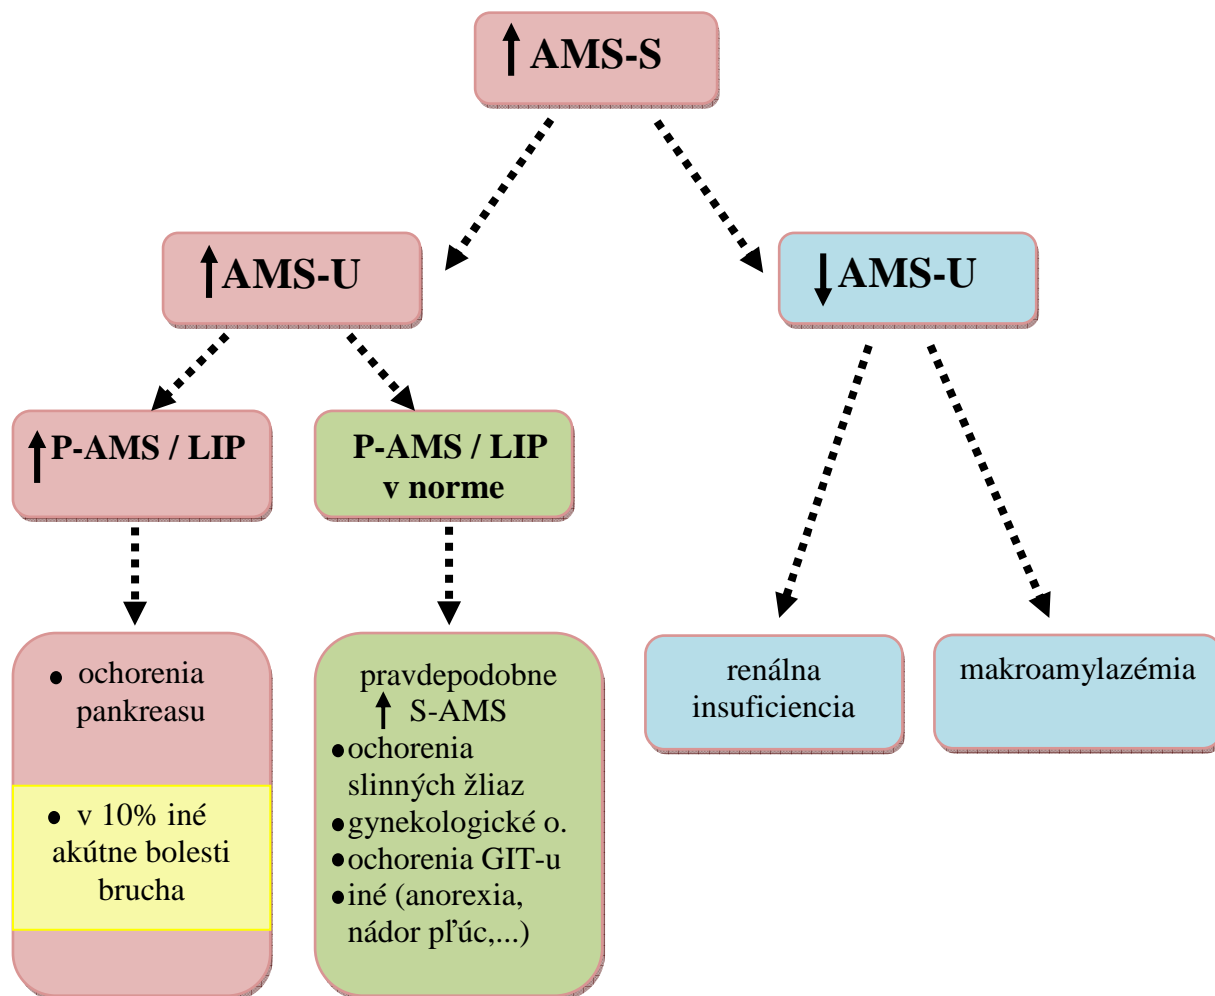 ↑ AMS-S
↑ AMS-U
↓ AMS-U
↑ P-AMS / LIP
P-AMS / LIP
v norme
• ochorenia
pankreasu
• v 10% iné
akútne bolesti
brucha
pravdepodobne
↑ S-AMS
• ochorenia
slinných žliaz
• gynekologické o.
• ochorenia GIT-u
• iné (anorexia,
nádor pľúc,...)
renálna
insuficiencia
makroamylazémia